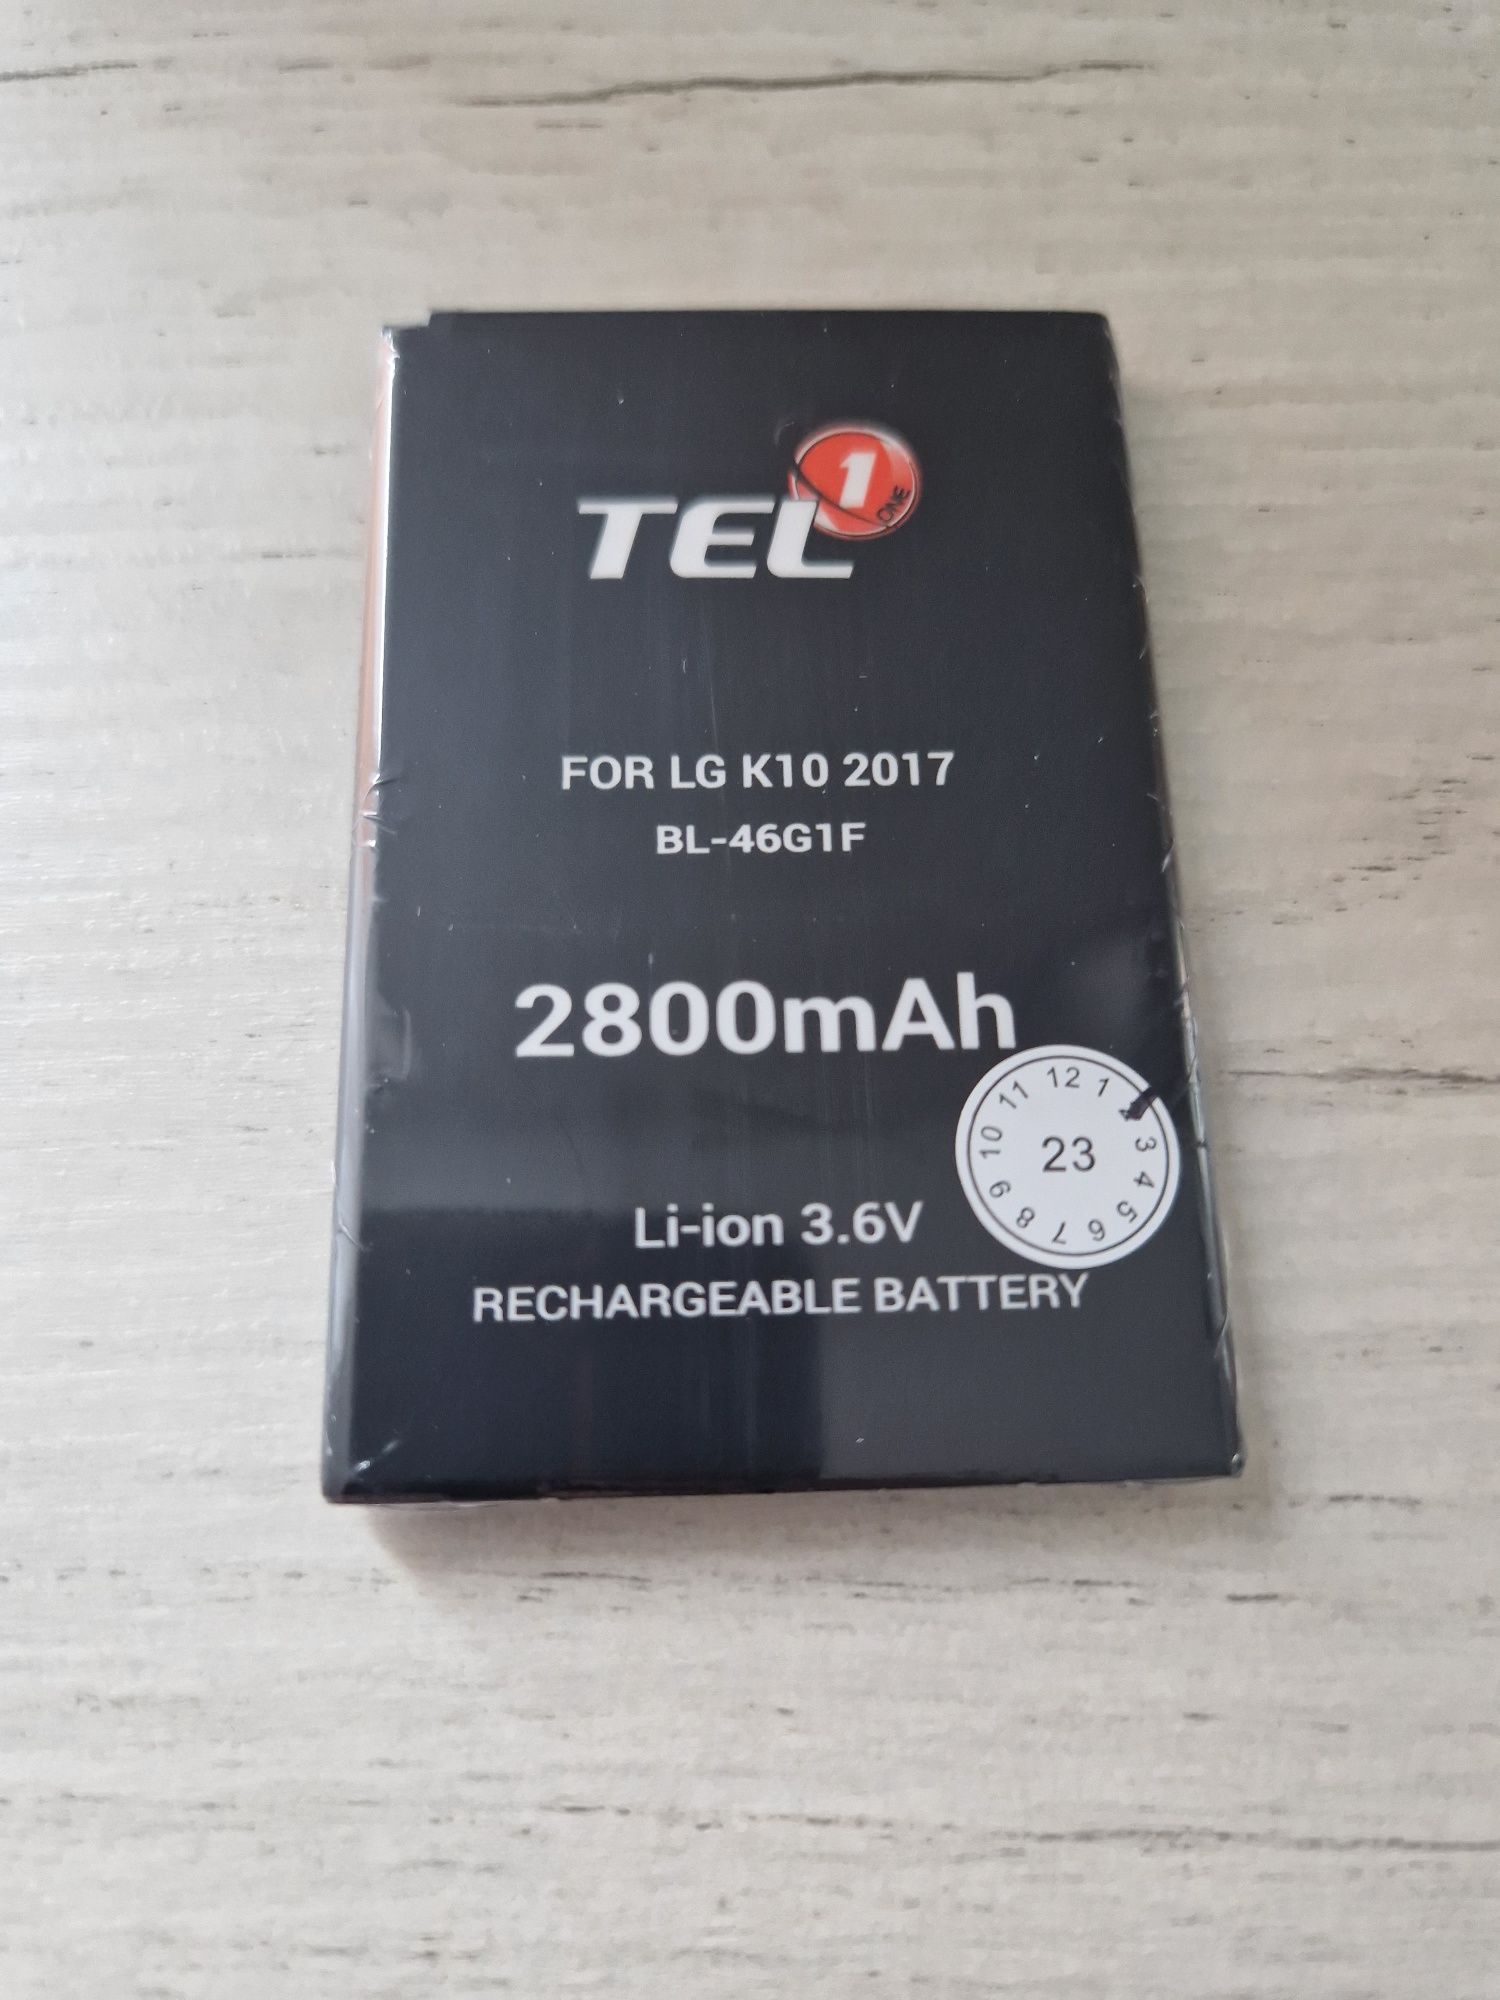 TEL 1
ONE
FOR LG K10 2017
BL-46G1F
2800mAh
12 1 3 4 5 6 7 8 9 10 11
23
Li-ion 3.6V
RECHARGEABLE BATTERY